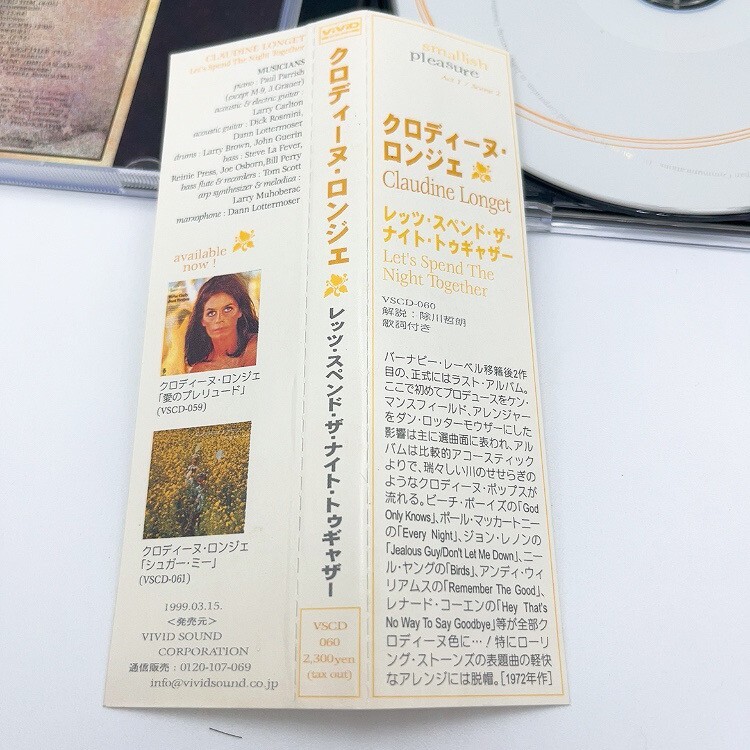 CLAUDINE LONGET
Let's Spend The Night Together
MUSICIANS
piano : Paul Parrish
(except M-9, 3 Grauer)
acoustic & electric guitar :
Larry Carlton
acoustic guitar : Dick Rosmini,
Dann Lottermoser
drums : Larry Brown, John Guerin
bass : Steve La Fever,
Reinie Press, Joe Osborn, Bill Perry
bass flute & recorders : Tom Scott
arp synthesizer & melodica :
Larry Muhoberac
marxophone : Dann Lottermoser
available
now !
クロディーヌ・ロンジェ
「愛のプレリュード」
(VSCD-059)
クロディーヌ・ロンジェ
「シュガー・ミー」
(VSCD-061)
1999.03.15.
<発売元>
VIVID SOUND
CORPORATION
通信販売：0120-107-069
info@vividsound.co.jp
VIVID
クロディーヌ・ロンジェ
レッツ・スペンド・ザ・ナイト・トゥギャザー
VSCD
060
2,300yen
(tax out)
smallish
pleasure
クロディーヌ・
ロンジェ
Claudine Longet
レッツ・スペンド・ザ・
ナイト・トゥギャザー
Let's Spend The
Night Together
VSCD-060
解説：除川哲朗
歌詞付き
バーナビー・レーベル移籍後2作
目の、正式にはラスト・アルバム。
ここで初めてプロデュースをケン・
マンスフィールド、アレンジャー
をダン・ロッターモウザーにした
影響は主に選曲面に表われ、アル
バムは比較的アコースティック
よりで、瑞々しい川のせせらぎの
ようなクロディーヌ・ポップスが
流れる。ビーチ・ボーイズの「God
Only Knows」、ポール・マッカートニー
の「Every Night」、ジョン・レノンの
「Jealous Guy/Don't Let Me Down」、ニー
ル・ヤングの「Birds」、アンディ・ウィ
リアムスの「Remember The Good」、
レナード・コーエンの「Hey That's
No Way To Say Goodbye」等が全部ク
ロディーヌ色に…！特にローリ
ング・ストーンズの表題曲の軽快
なアレンジには脱帽。［1972年作］